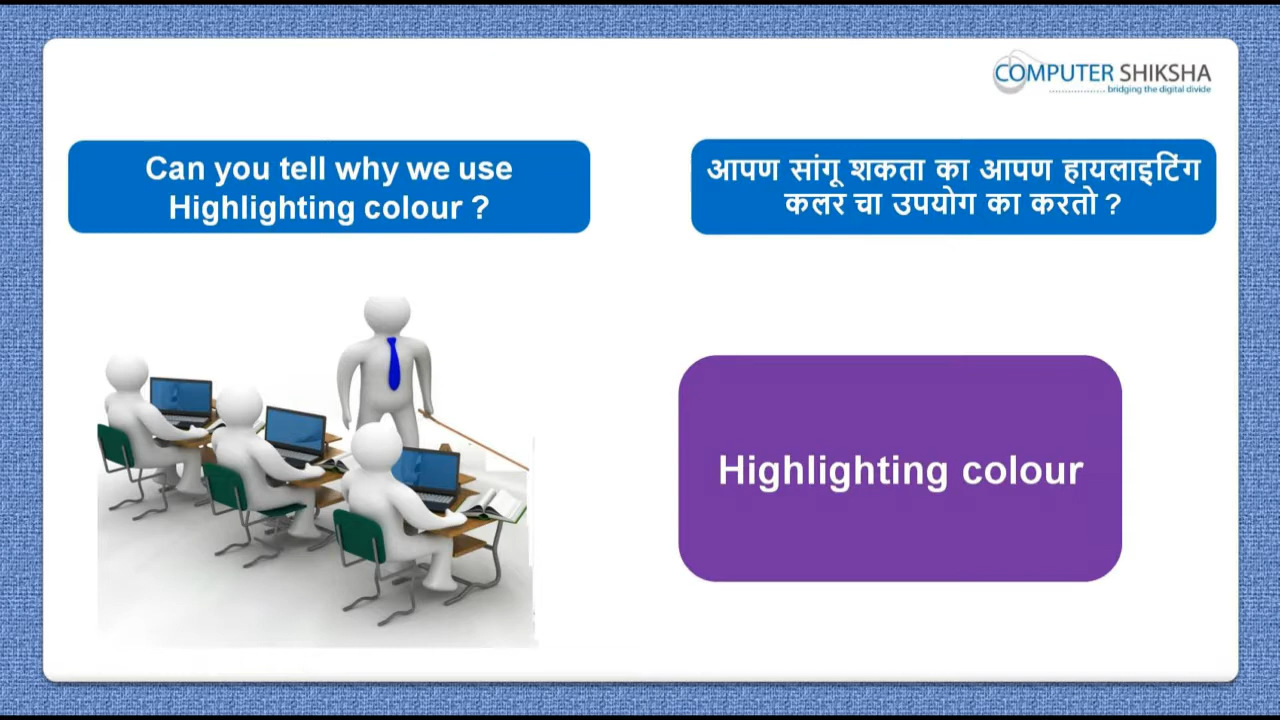 COMPUTER SHIKSHA
bridging the digital divide
Can you tell why we use
Highlighting colour ?
आपण सांगू शकता का आपण हायलाइटिंग
कलर चा उपयोग का करतो ?
Highlighting colour